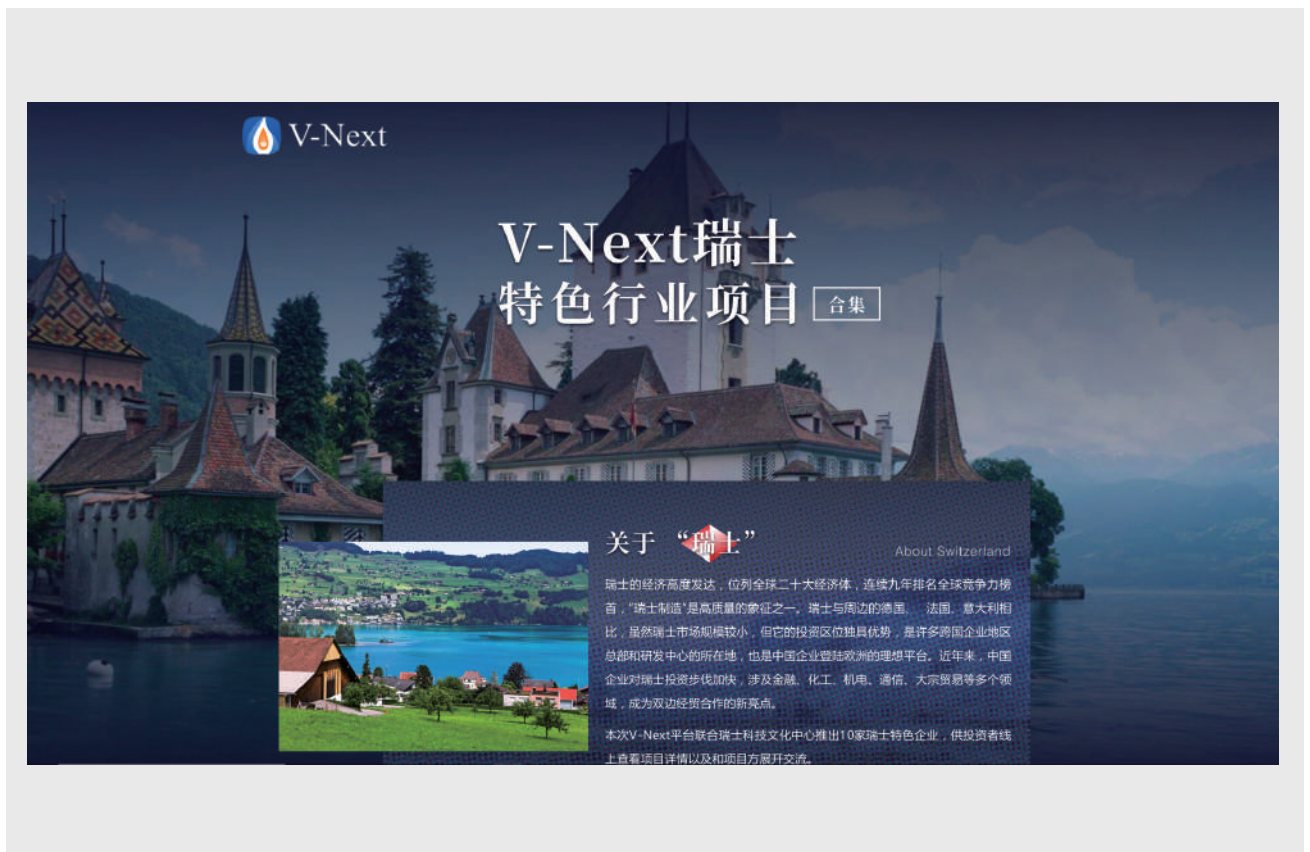 V-Next
V-Next瑞士
特色行业项目 合集
关于“瑞士”
About Switzerland
瑞士的经济高度发达，位列全球二十大经济体，连续九年排名全球竞争力榜
首，"瑞士制造"是高质量的象征之一。瑞士与周边的德国、 法国、意大利相
比，虽然瑞士市场规模较小，但它的投资区位独具优势，是许多跨国企业地区
总部和研发中心的所在地，也是中国企业登陆欧洲的理想平台。近年来，中国
企业对瑞士投资步伐加快，涉及金融、化工、机电、通信、大宗贸易等多个领
域，成为双边经贸合作的新亮点。
本次V-Next平台联合瑞士科技文化中心推出10家瑞士特色企业，供投资者线
上查看项目详情以及和项目方展开交流。